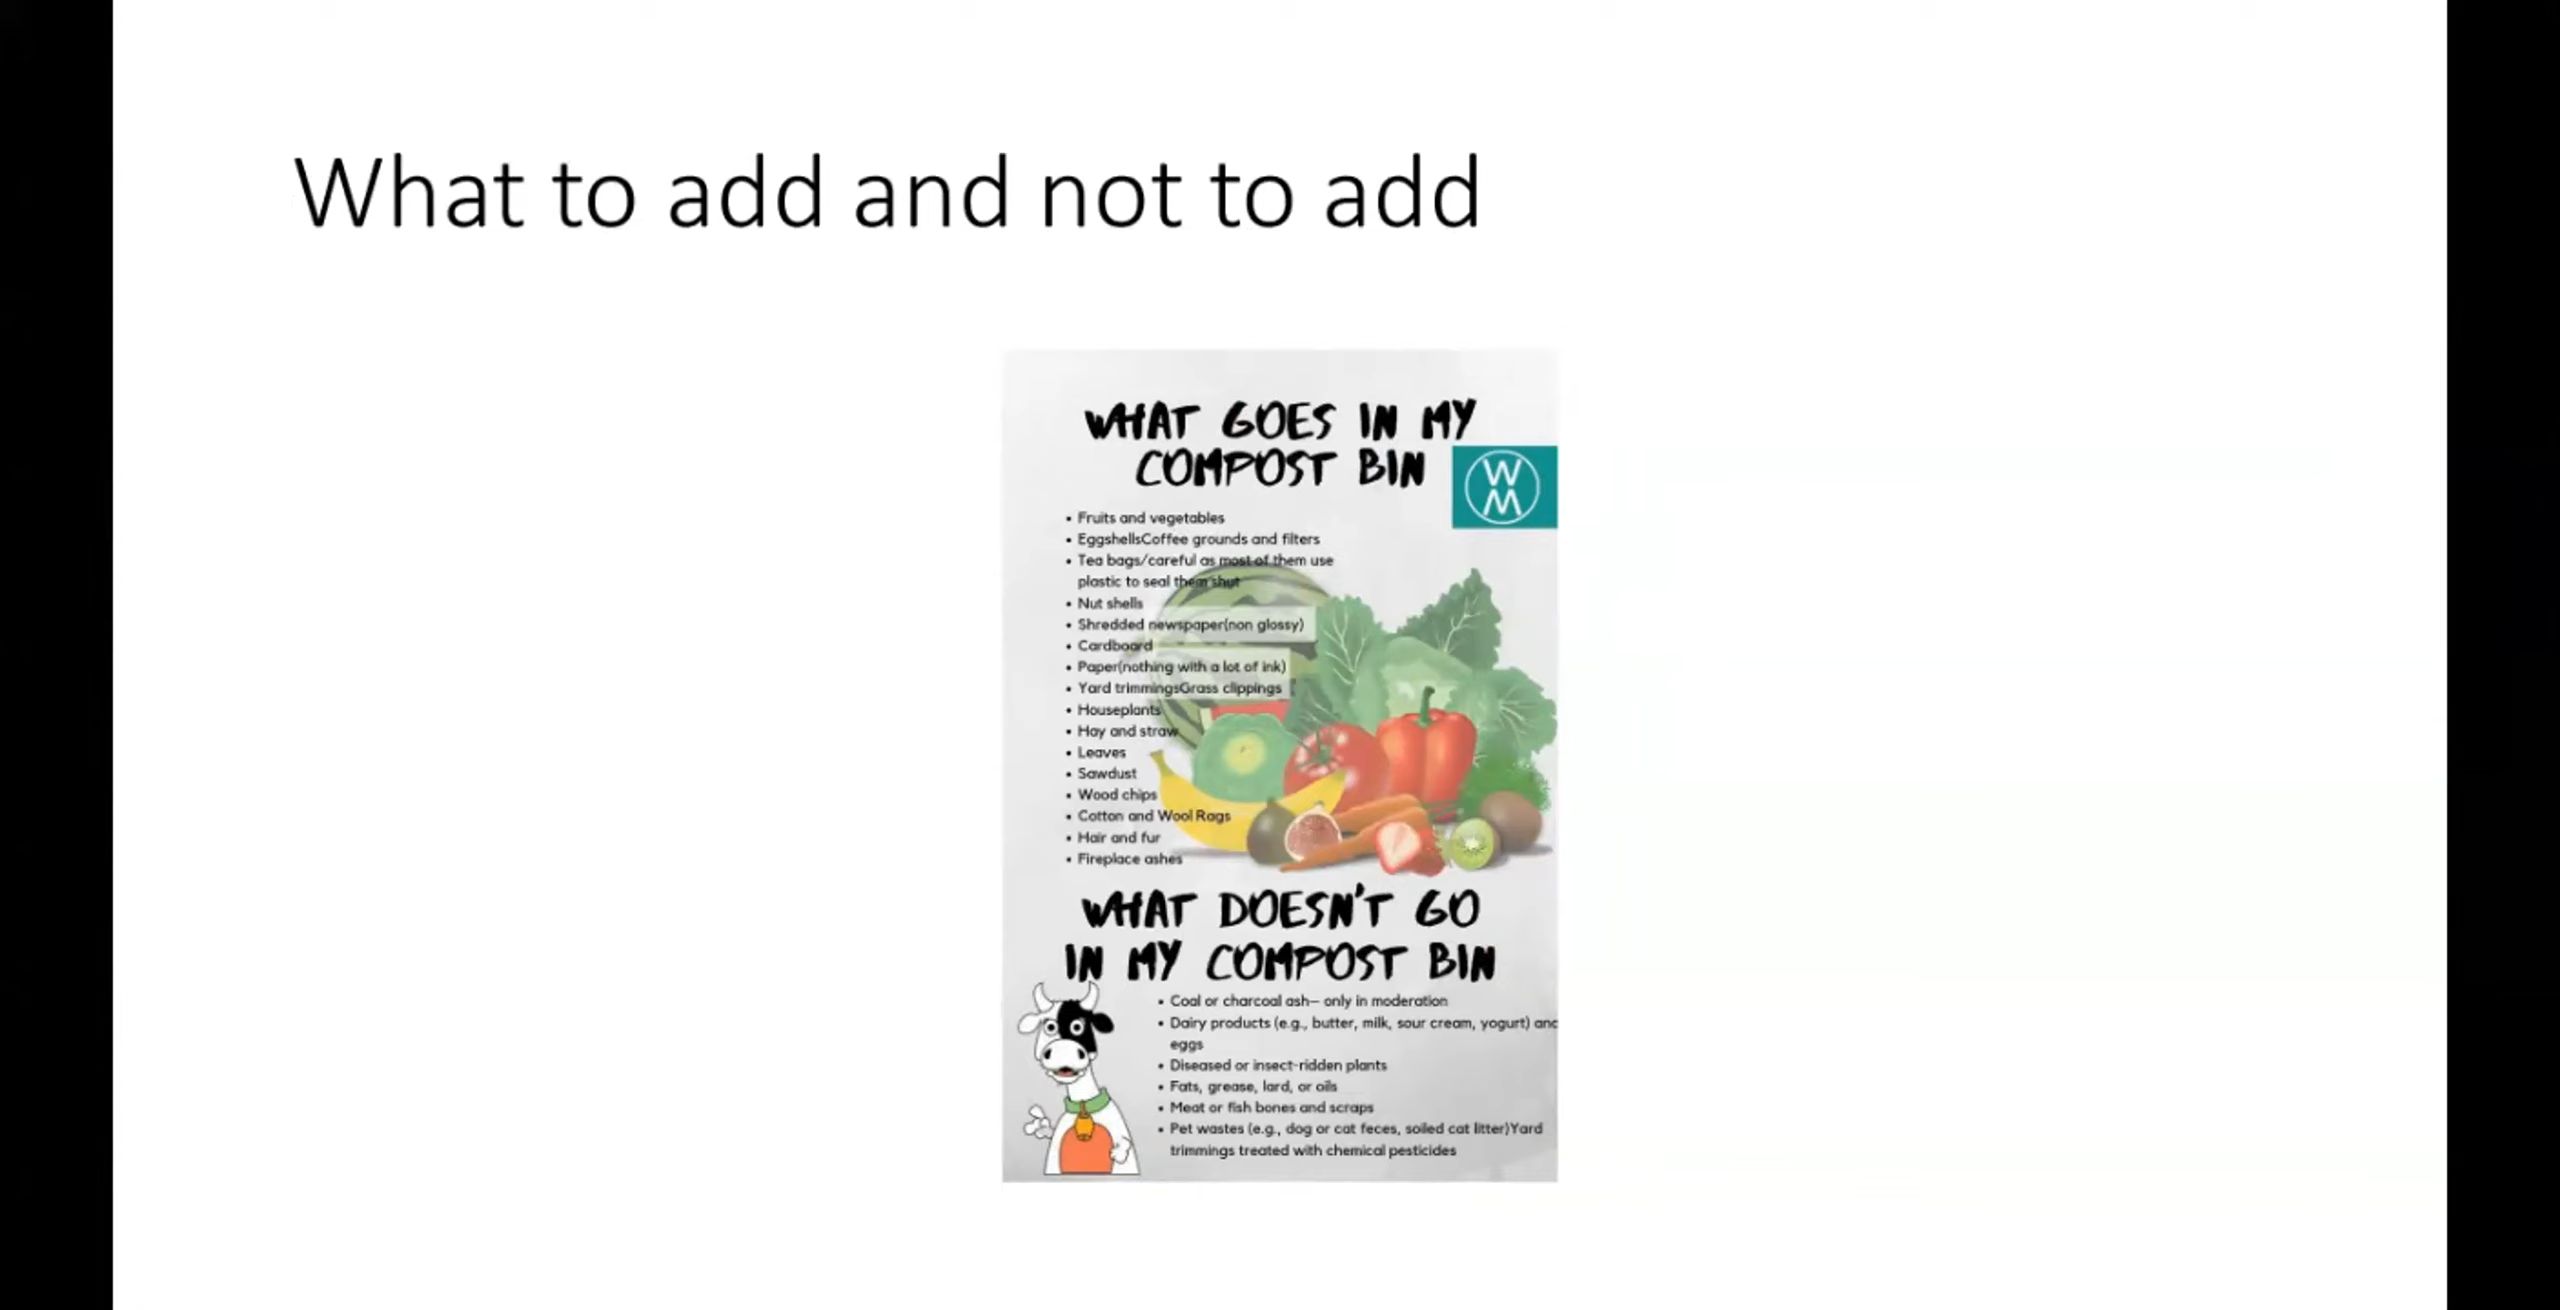 What to add and not to add
WHAT GOES IN MY
COMPOST BIN
W
M
• Fruits and vegetables
• EggshellsCoffee grounds and filters
• Tea bags/careful as most of them use
plastic to seal them shut
• Nut shells
• Shredded newspaper(non glossy)
• Cardboard
• Paper(nothing with a lot of ink)
• Yard trimmingsGrass clippings
• Houseplants
• Hay and straw
• Leaves
• Sawdust
• Wood chips
• Cotton and Wool Rags
• Hair and fur
• Fireplace ashes
WHAT DOESN'T GO
IN MY COMPOST BIN
• Coal or charcoal ash– only in moderation
• Dairy products (e.g., butter, milk, sour cream, yogurt) and
eggs
• Diseased or insect-ridden plants
• Fats, grease, lard, or oils
• Meat or fish bones and scraps
• Pet wastes (e.g., dog or cat feces, soiled cat litter)Yard
trimmings treated with chemical pesticides